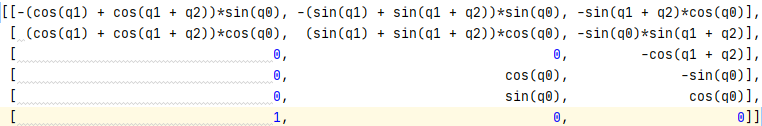 [[-(cos(q1) + cos(q1 + q2))*sin(q0), -(sin(q1) + sin(q1 + q2))*sin(q0), -sin(q1 + q2)*cos(q0)],
[ (cos(q1) + cos(q1 + q2))*cos(q0), (sin(q1) + sin(q1 + q2))*cos(q0), -sin(q0)*sin(q1 + q2)],
[ 0, 0, -cos(q1 + q2)],
[ 0, cos(q0), -sin(q0)],
[ 0, sin(q0), cos(q0)],
[ 1, 0, 0]]